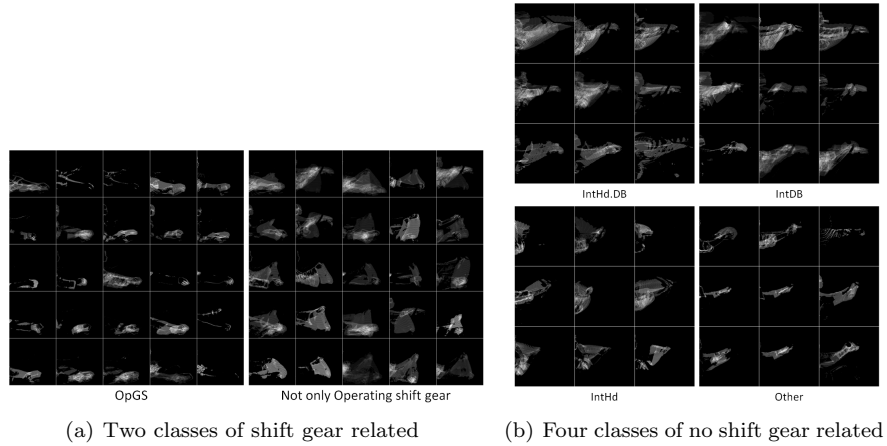 IntHd.DB
IntDB
OpGS
Not only Operating shift gear
IntHd
Other
(a) Two classes of shift gear related
(b) Four classes of no shift gear related